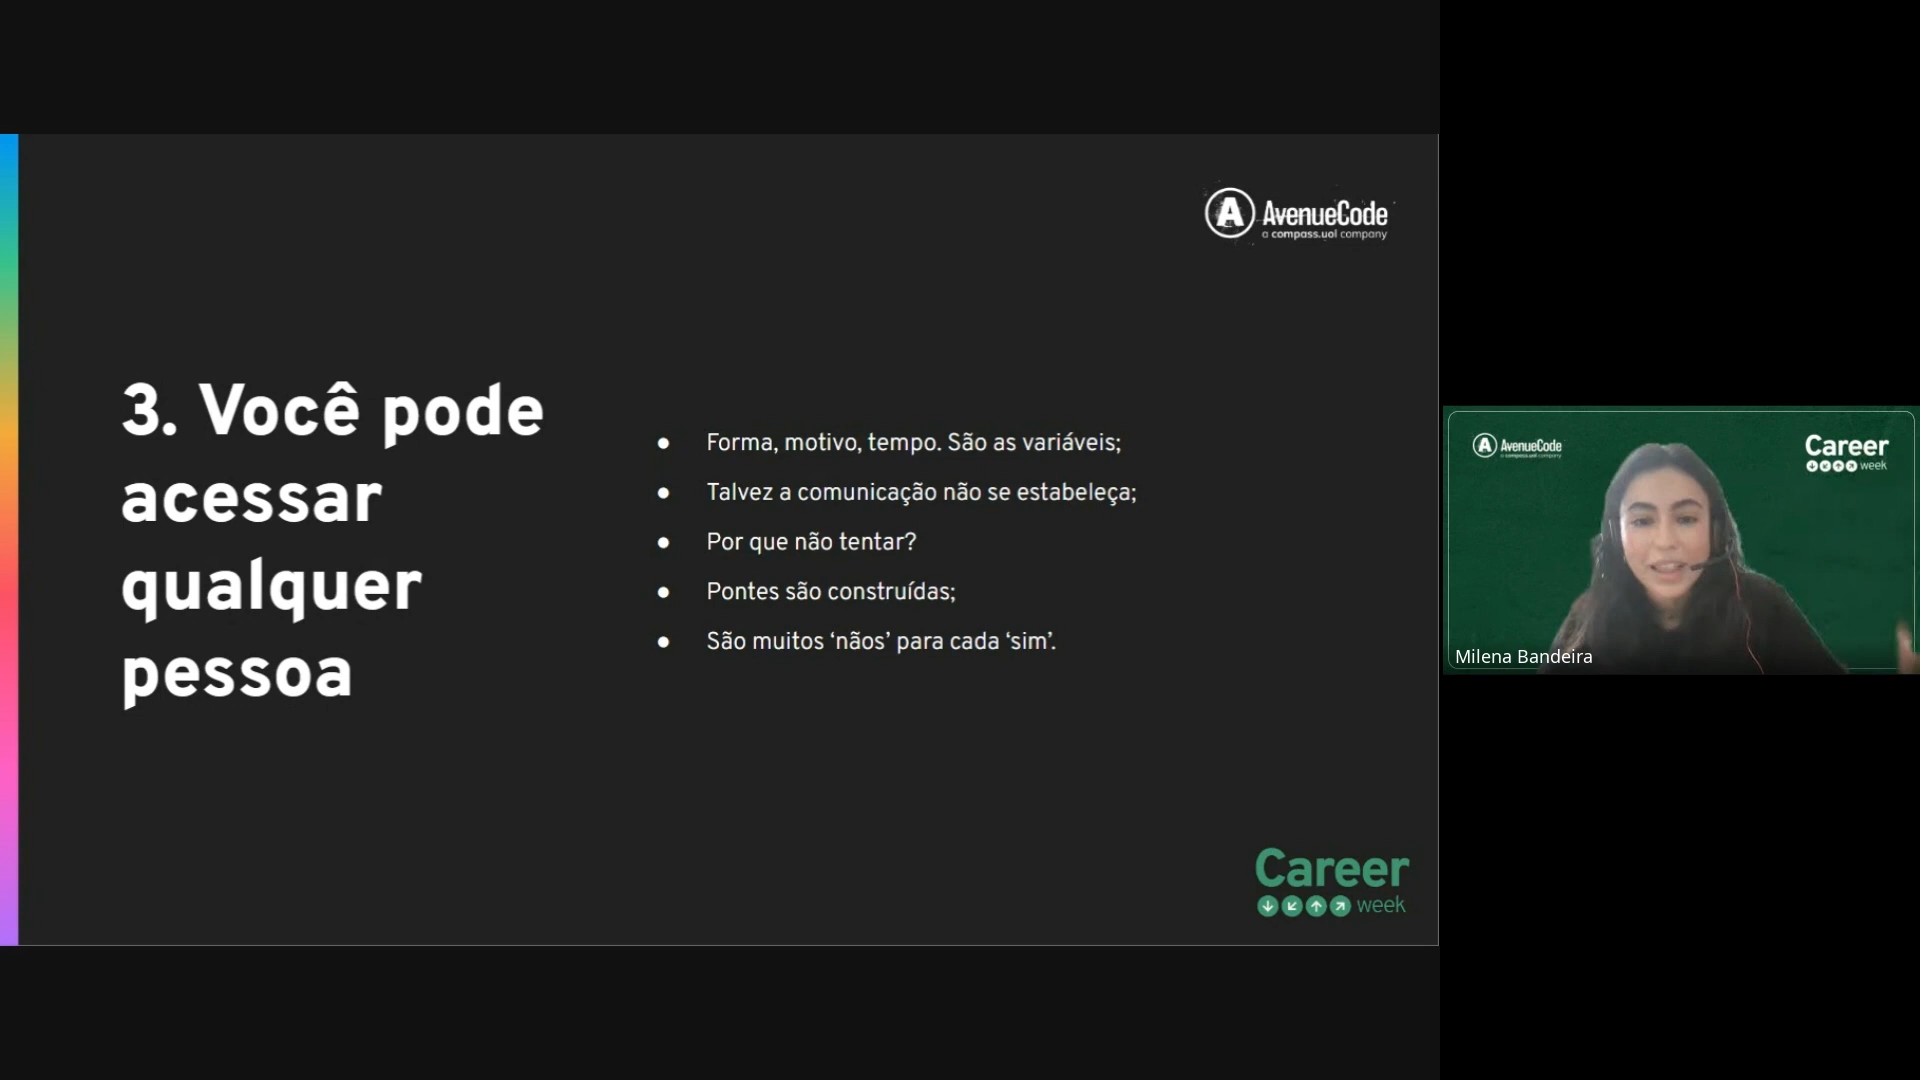 AvenueCode
a compass.uol company
3. Você pode
acessar
qualquer
pessoa
● Forma, motivo, tempo. São as variáveis;
● Talvez a comunicação não se estabeleça;
● Por que não tentar?
● Pontes são construídas;
● São muitos ‘nãos’ para cada ‘sim’.
Career
week
AvenueCode
a compass.uol company
Career
week
Milena Bandeira